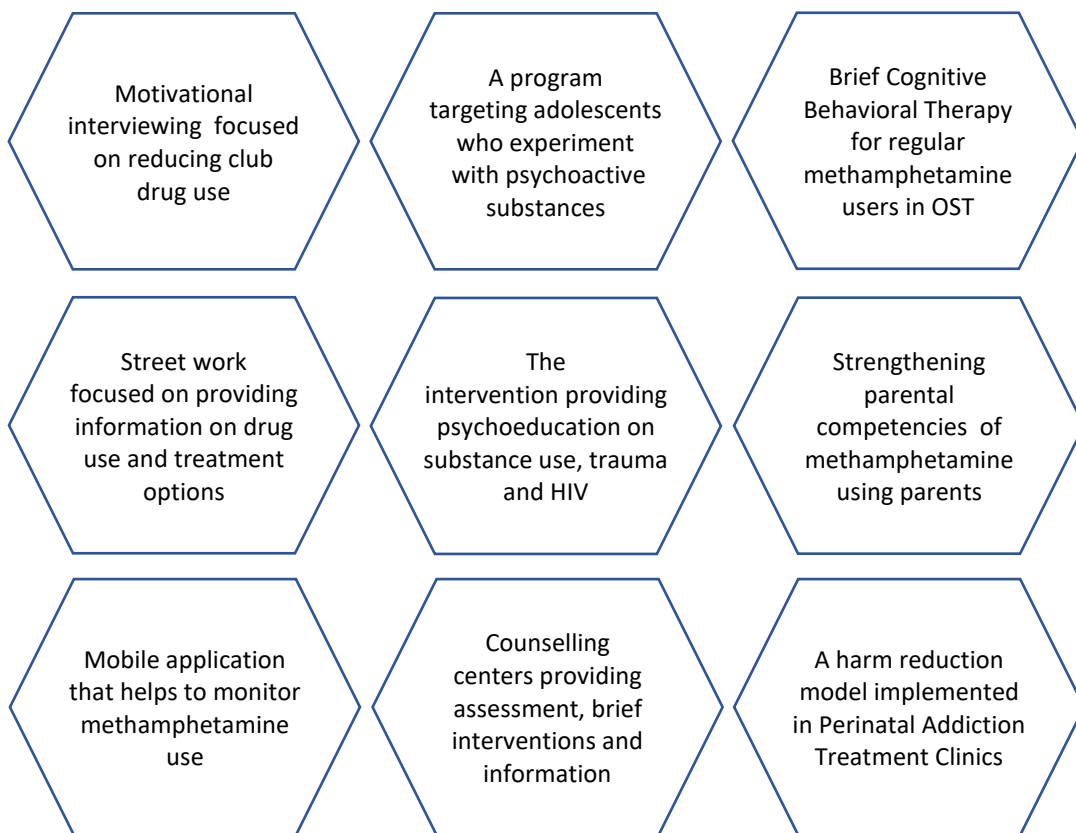 Motivational
interviewing focused
on reducing club
drug use
A program
targeting adolescents
who experiment
with psychoactive
substances
Brief Cognitive
Behavioral Therapy
for regular
methamphetamine
users in OST
Street work
focused on providing
information on drug
use and treatment
options
The
intervention providing
psychoeducation on
substance use, trauma
and HIV
Strengthening
parental
competencies of
methamphetamine
using parents
Mobile application
that helps to monitor
methamphetamine
use
Counselling
centers providing
assessment, brief
interventions and
information
A harm reduction
model implemented
in Perinatal Addiction
Treatment Clinics